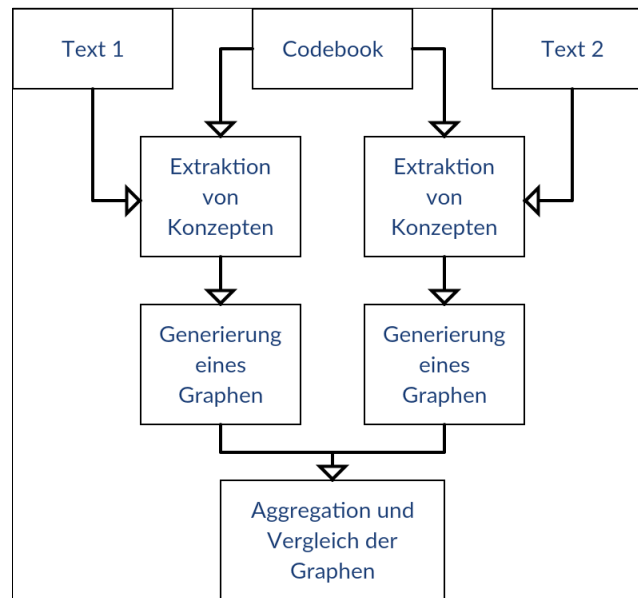 Text 1
Codebook
Text 2
Extraktion
von
Konzepten
Extraktion
von
Konzepten
Generierung
eines
Graphen
Generierung
eines
Graphen
Aggregation und
Vergleich der
Graphen